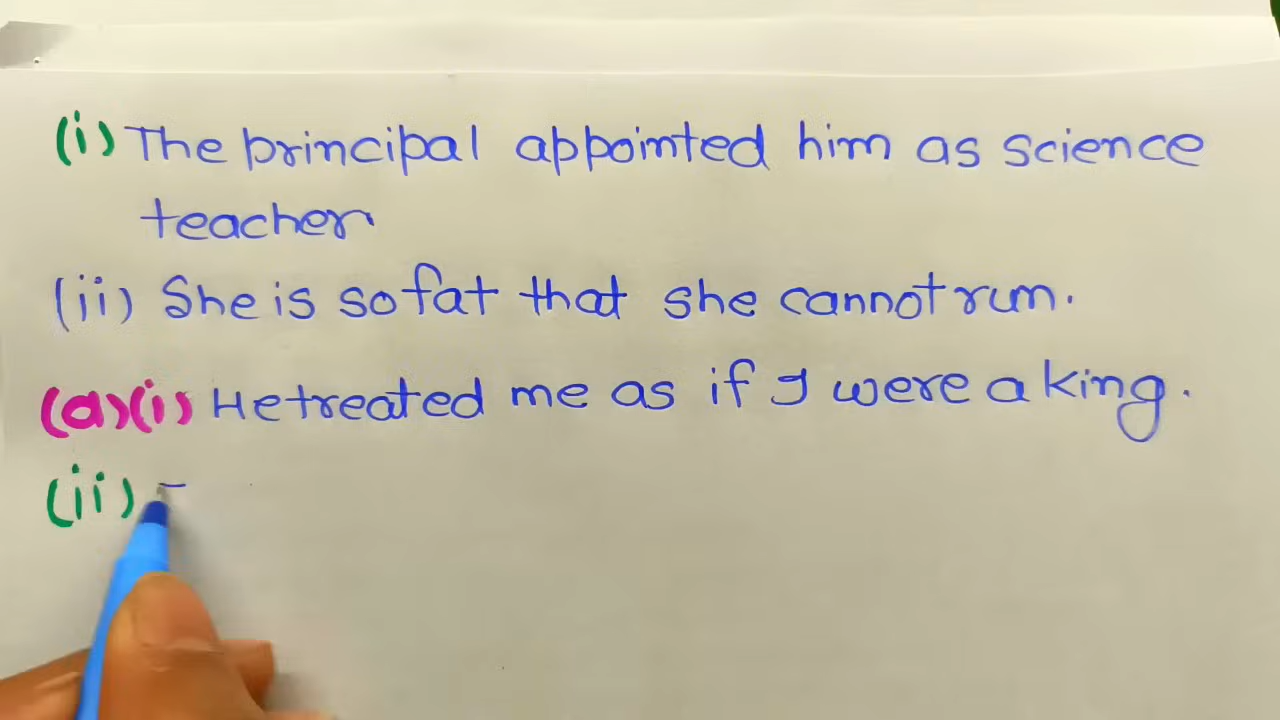 (i) The principal appointed him as science
teacher
(ii) She is so fat that she cannot run.
(a)(i) He treated me as if I were a king.
(ii)